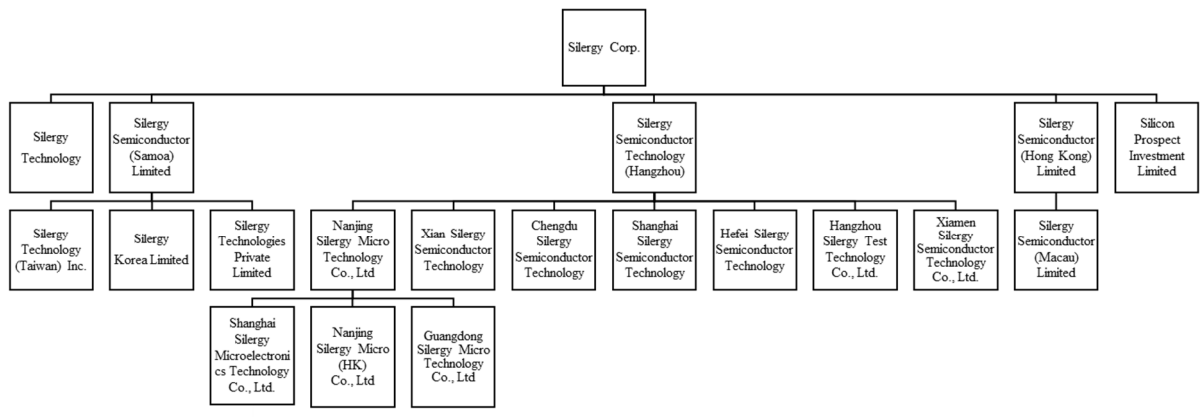 Silergy Corp.
Silergy
Technology
Silergy
Semiconductor
(Samoa)
Limited
Silergy
Semiconductor
Technology
(Hangzhou)
Silergy
Semiconductor
(Hong Kong)
Limited
Silicon
Prospect
Investment
Limited
Silergy
Technology
(Taiwan) Inc.
Silergy
Korea Limited
Silergy
Technologies
Private
Limited
Nanjing
Silergy Micro
Technology
Co., Ltd
Xian Silergy
Semiconductor
Technology
Chengdu
Silergy
Semiconductor
Technology
Shanghai
Silergy
Semiconductor
Technology
Hefei Silergy
Semiconductor
Technology
Hangzhou
Silergy Test
Technology
Co., Ltd.
Xiamen
Silergy
Semiconductor
Technology
Co., Ltd.
Silergy
Semiconductor
(Macau)
Limited
Shanghai
Silergy
Microelectroni
cs Technology
Co., Ltd.
Nanjing
Silergy Micro
(HK)
Co., Ltd
Guangdong
Silergy Micro
Technology
Co., Ltd